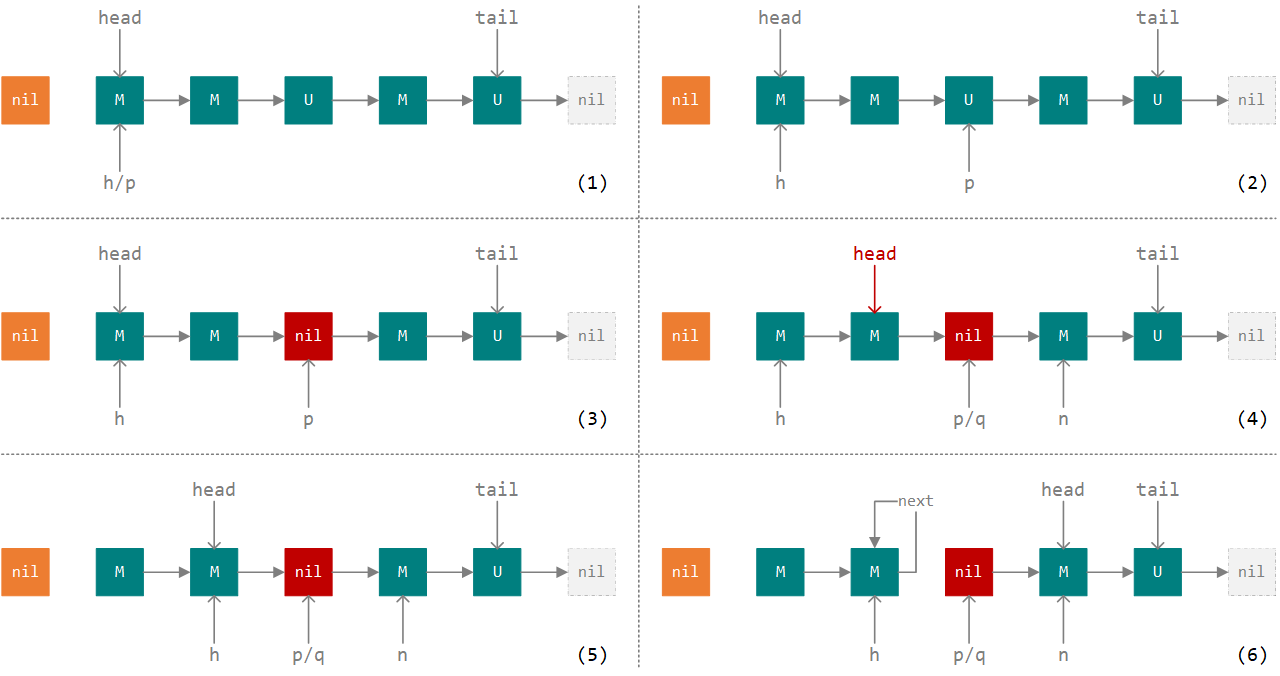 head tail
nil M M U M U nil
h/p (1)
head tail
nil M M U M U nil
h p (2)
head tail
nil M M nil M U nil
h p (3)
head tail
nil M M nil M U nil
h p/q n (4)
head tail
nil M M nil M U nil
h p/q n (5)
next head tail
nil M M nil M U nil
h p/q n (6)